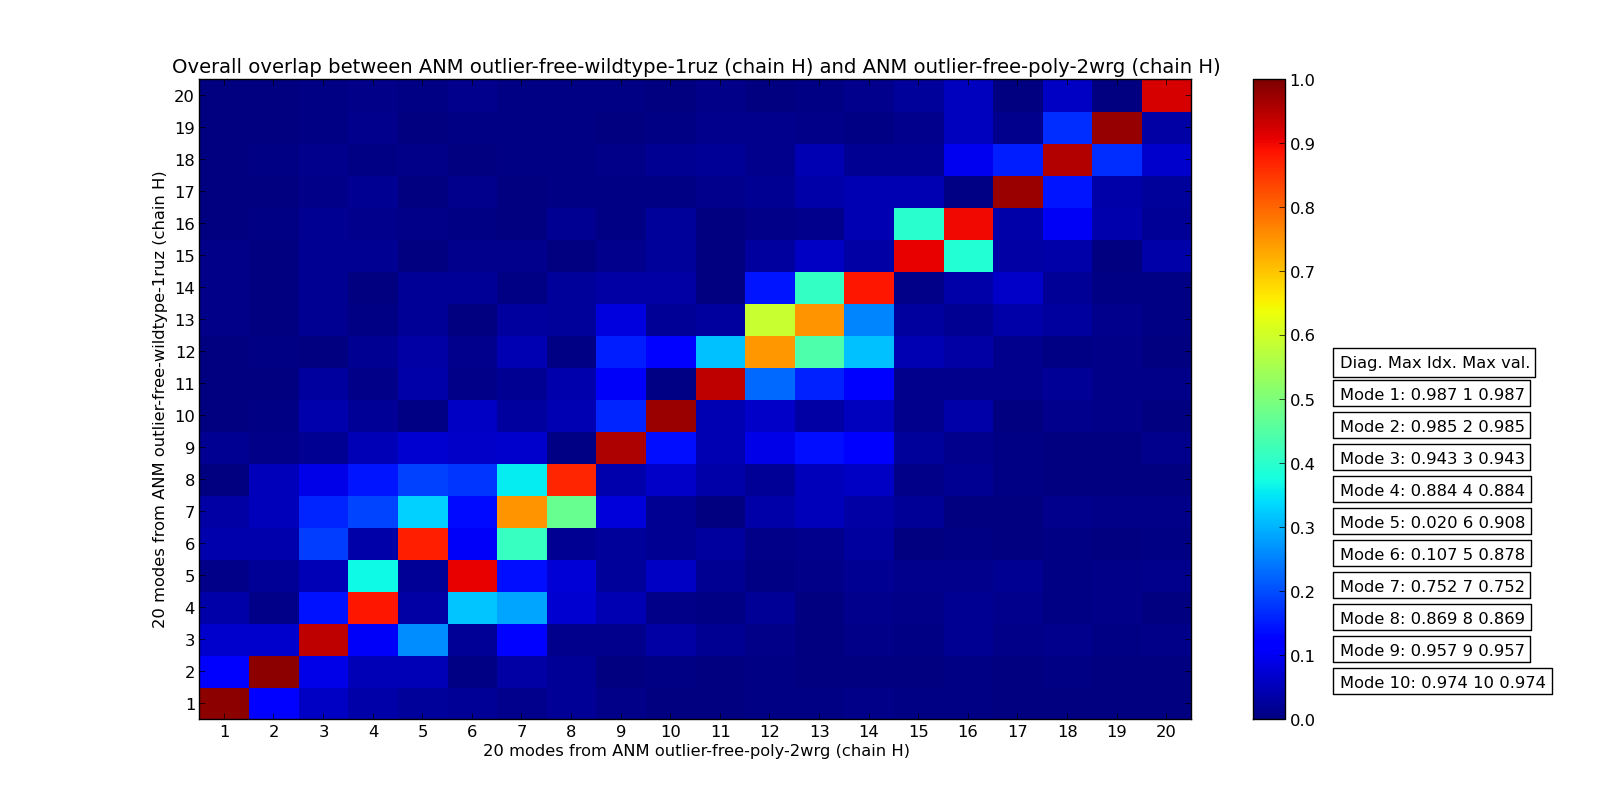 Overall overlap between ANM outlier-free-wildtype-1ruz (chain H) and ANM outlier-free-poly-2wrg (chain H)
20 modes from ANM outlier-free-wildtype-1ruz (chain H)
20
19
18
17
16
15
14
13
12
11
10
9
8
7
6
5
4
3
2
1
1 2 3 4 5 6 7 8 9 10 11 12 13 14 15 16 17 18 19 20
20 modes from ANM outlier-free-poly-2wrg (chain H)
1.0
0.9
0.8
0.7
0.6
0.5
0.4
0.3
0.2
0.1
0.0
Diag. Max Idx. Max val.
Mode 1: 0.987 1 0.987
Mode 2: 0.985 2 0.985
Mode 3: 0.943 3 0.943
Mode 4: 0.884 4 0.884
Mode 5: 0.020 6 0.908
Mode 6: 0.107 5 0.878
Mode 7: 0.752 7 0.752
Mode 8: 0.869 8 0.869
Mode 9: 0.957 9 0.957
Mode 10: 0.974 10 0.974